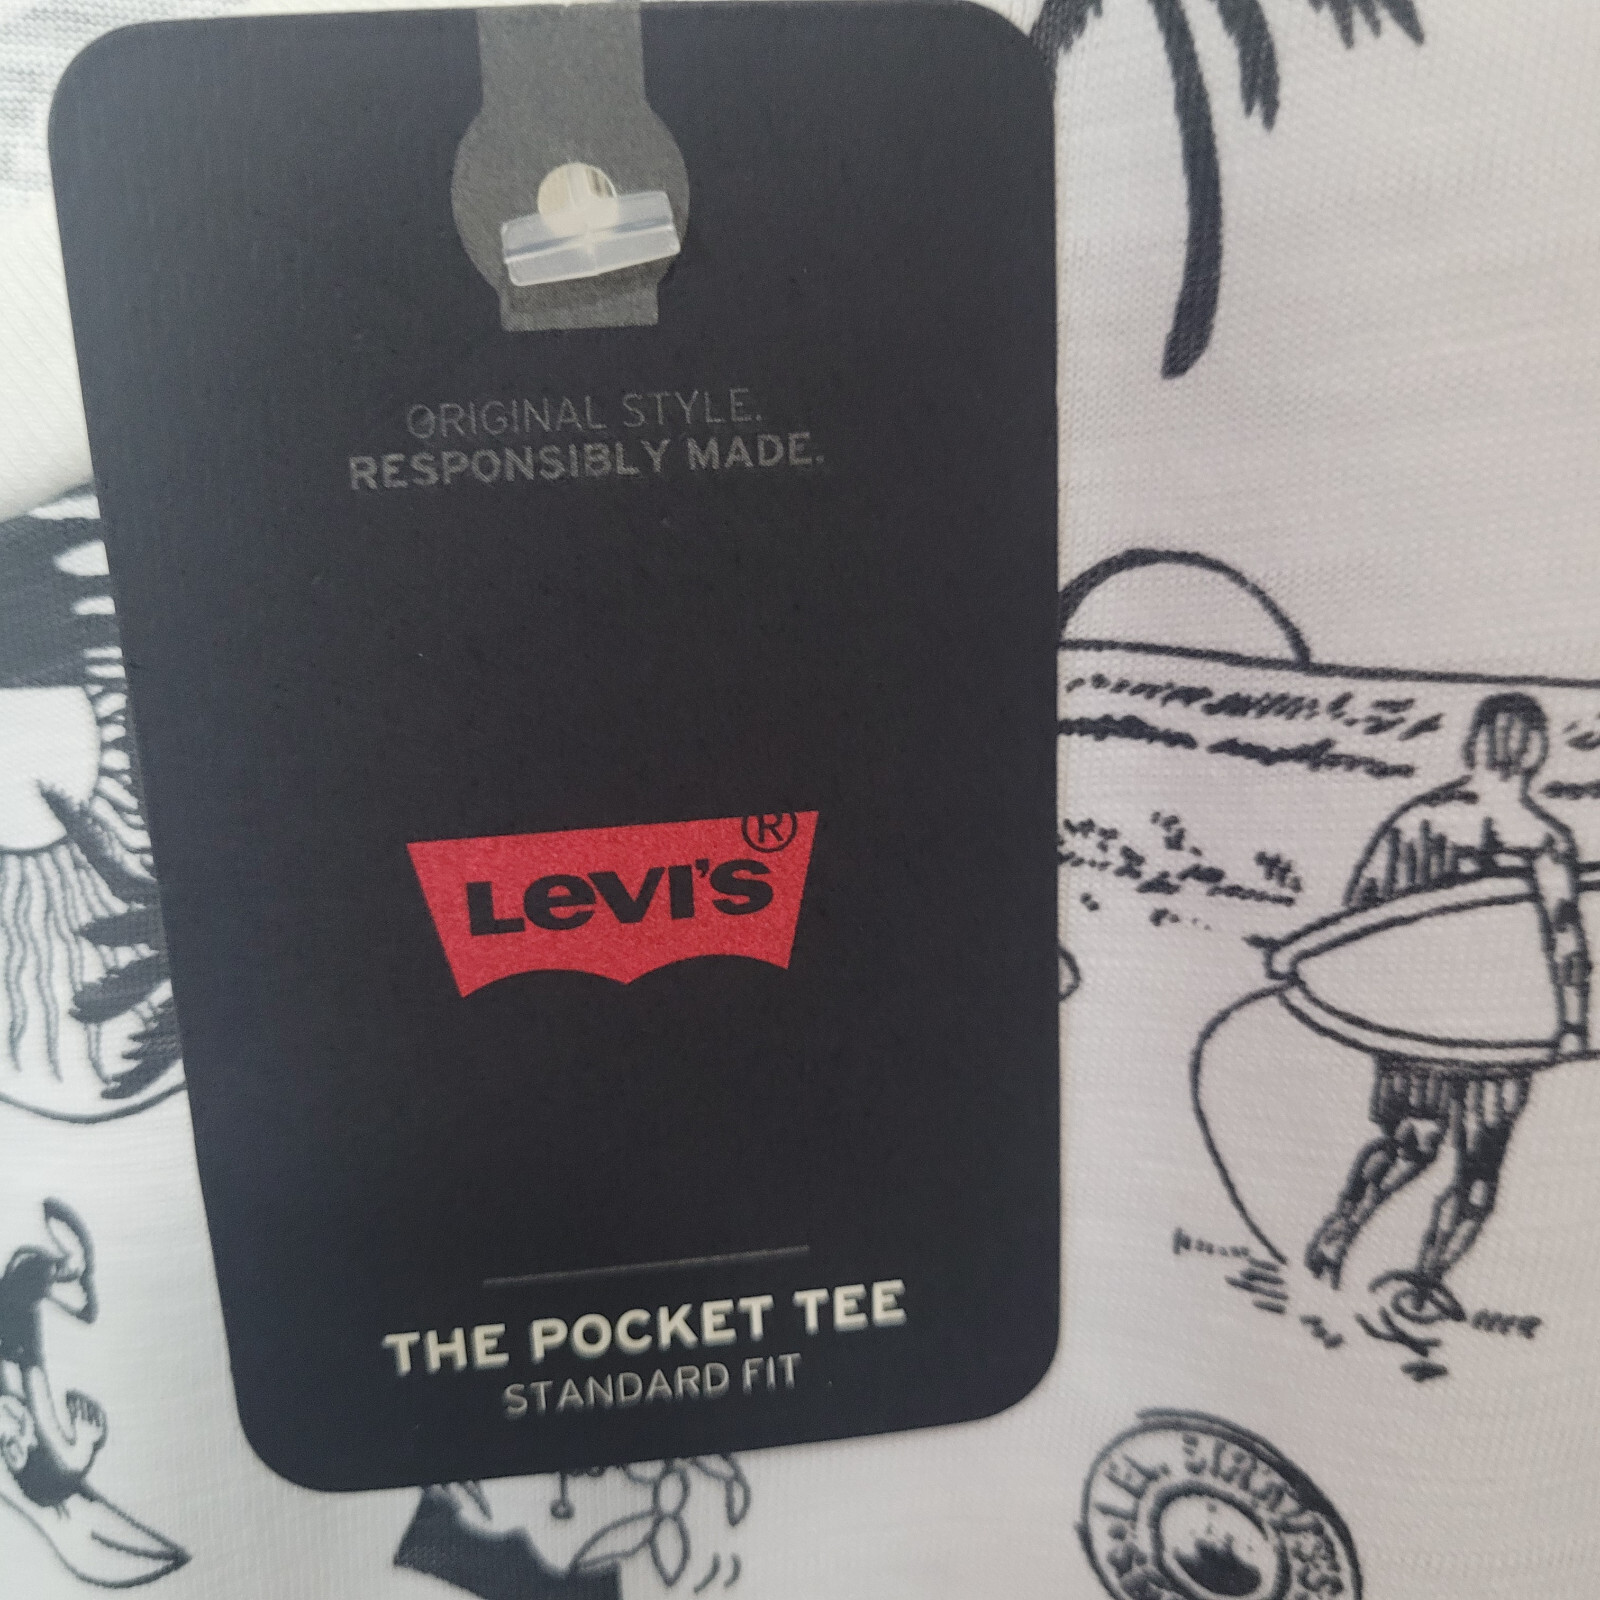 ORIGINAL STYLE.
RESPONSIBLY MADE.
LEVI'S®
THE POCKET TEE
STANDARD FIT